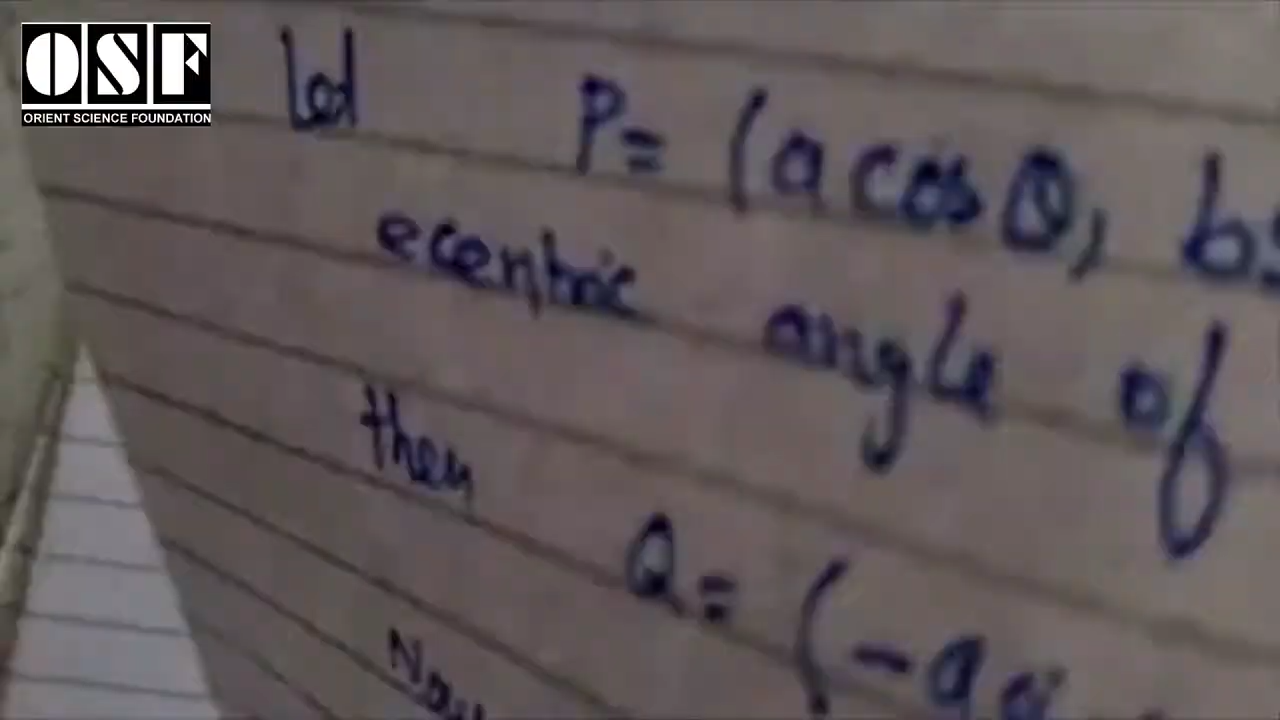 OSF
ORIENT SCIENCE FOUNDATION
Let P = (a cos θ, b
ecentric angle of
then Q = (-a